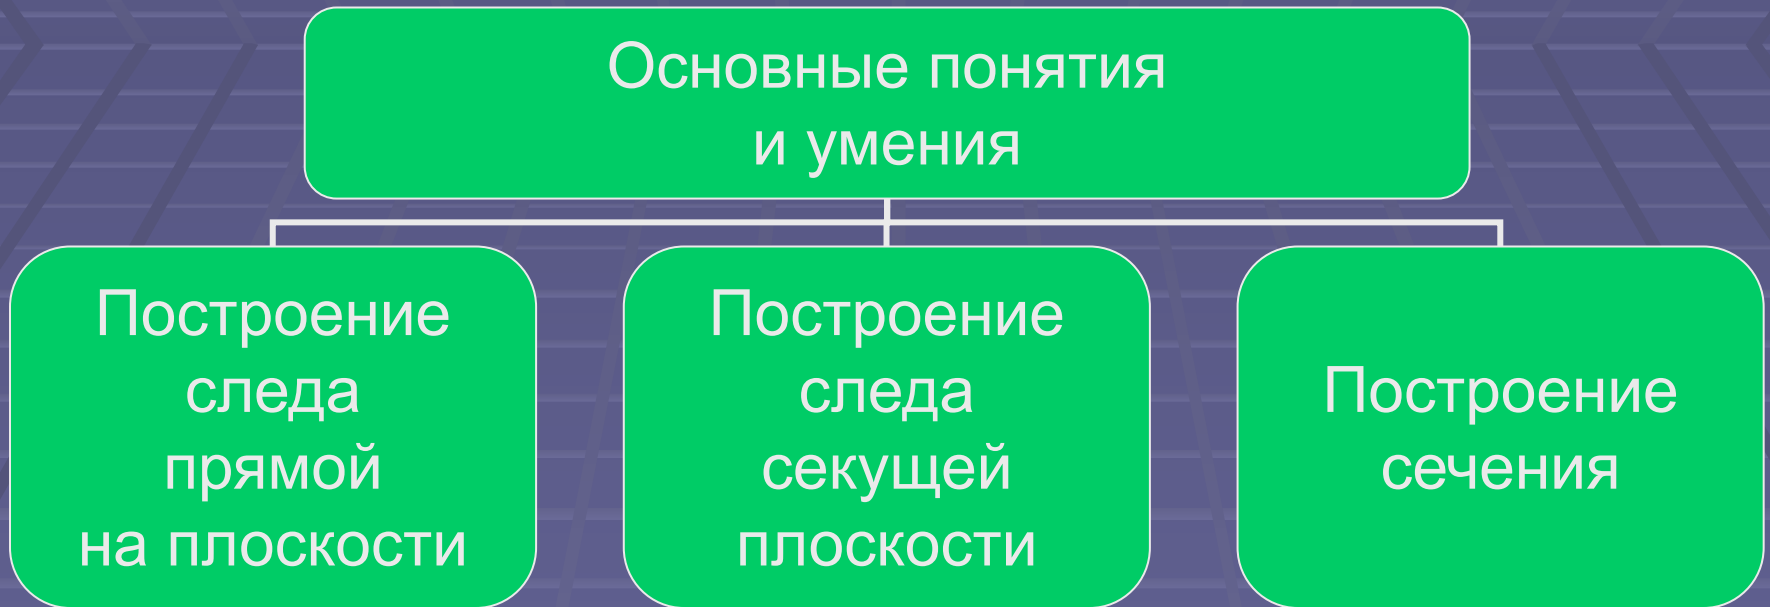 Основные понятия
и умения
Построение
следа
прямой
на плоскости
Построение
следа
секущей
плоскости
Построение
сечения